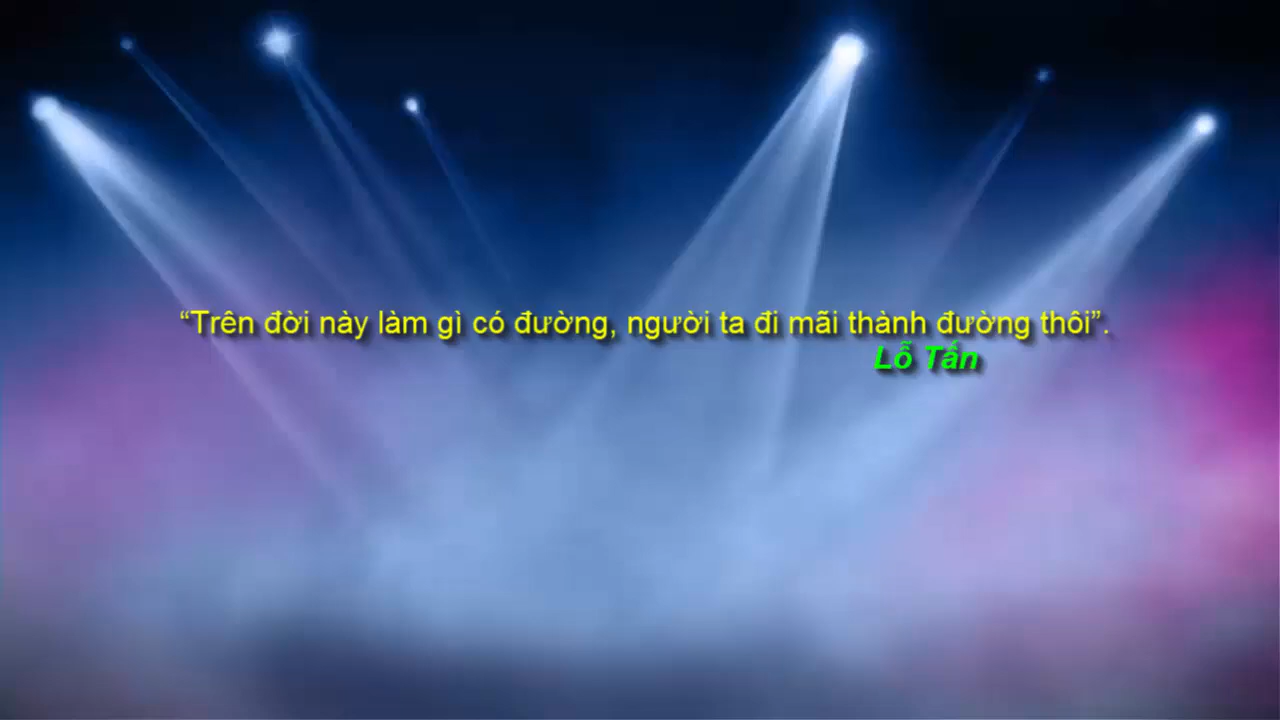 “Trên đời này làm gì có đường, người ta đi mãi thành đường thôi”.
Lỗ Tấn